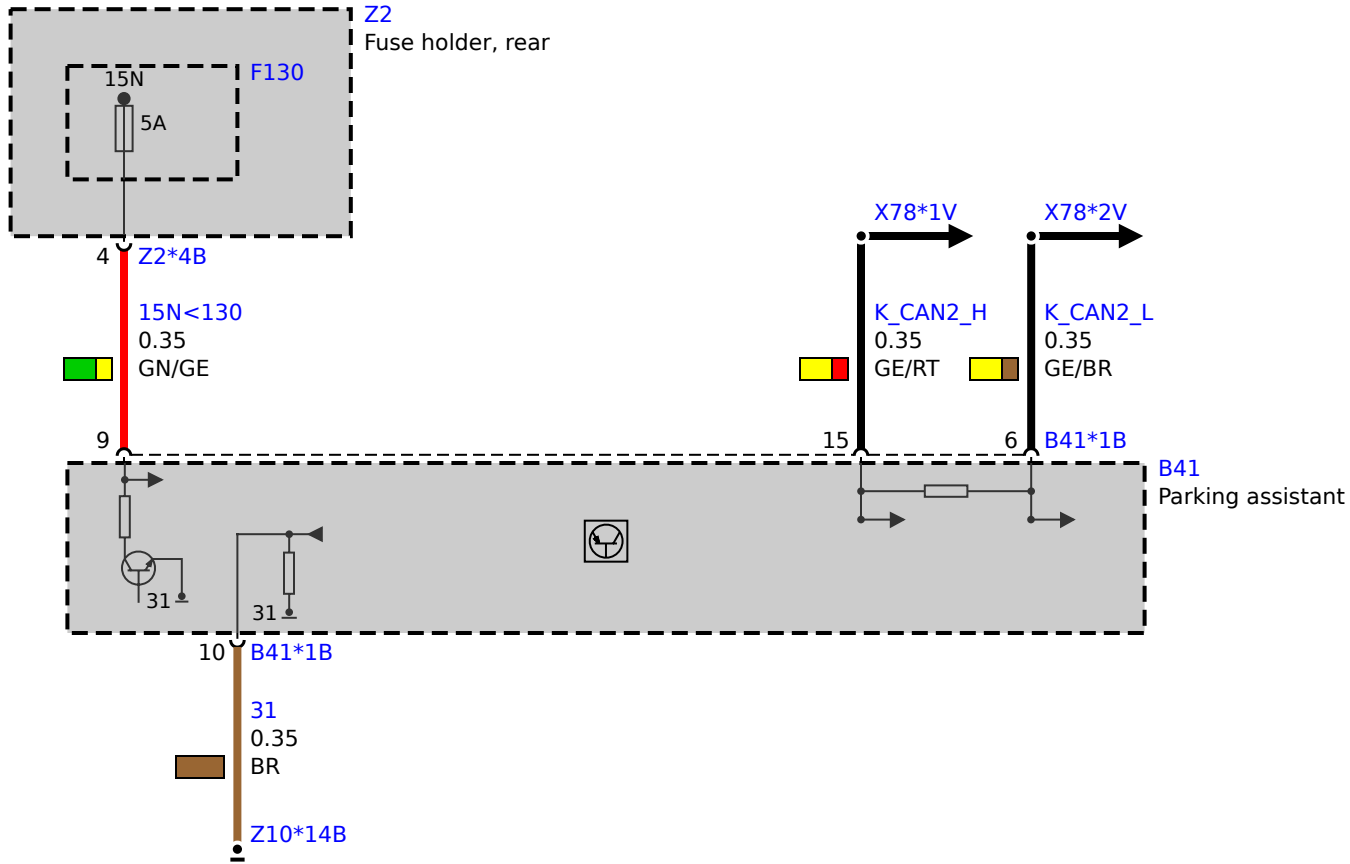 Z2
Fuse holder, rear
F130
15N
5A
4 Z2*4B
15N<130
0.35
GN/GE
X78*1V
X78*2V
K_CAN2_H
0.35
GE/RT
K_CAN2_L
0.35
GE/BR
9
15
6 B41*1B
B41
Parking assistant
31
31
10 B41*1B
31
0.35
BR
Z10*14B